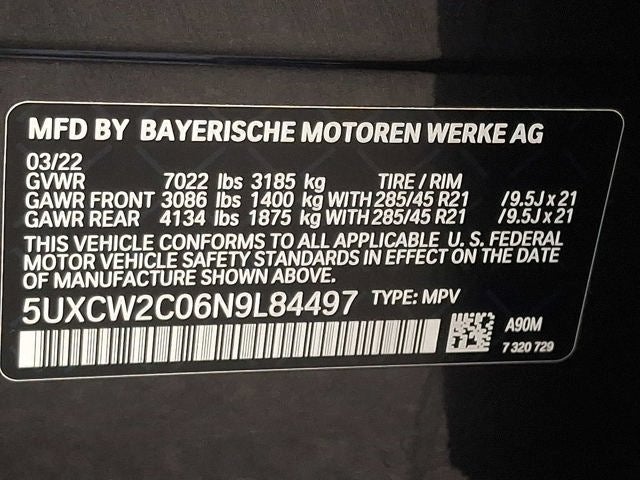 MFD BY BAYERISCHE MOTOREN WERKE AG
03/22
GVWR 7022 lbs 3185 kg TIRE / RIM
GAWR FRONT 3086 lbs 1400 kg WITH 285/45 R21 /9.5J x 21
GAWR REAR 4134 lbs 1875 kg WITH 285/45 R21 /9.5J x 21
THIS VEHICLE CONFORMS TO ALL APPLICABLE U. S. FEDERAL
MOTOR VEHICLE SAFETY STANDARDS IN EFFECT ON THE DATE
OF MANUFACTURE SHOWN ABOVE.
5UXCW2C06N9L84497 TYPE: MPV
A90M
7 320 729